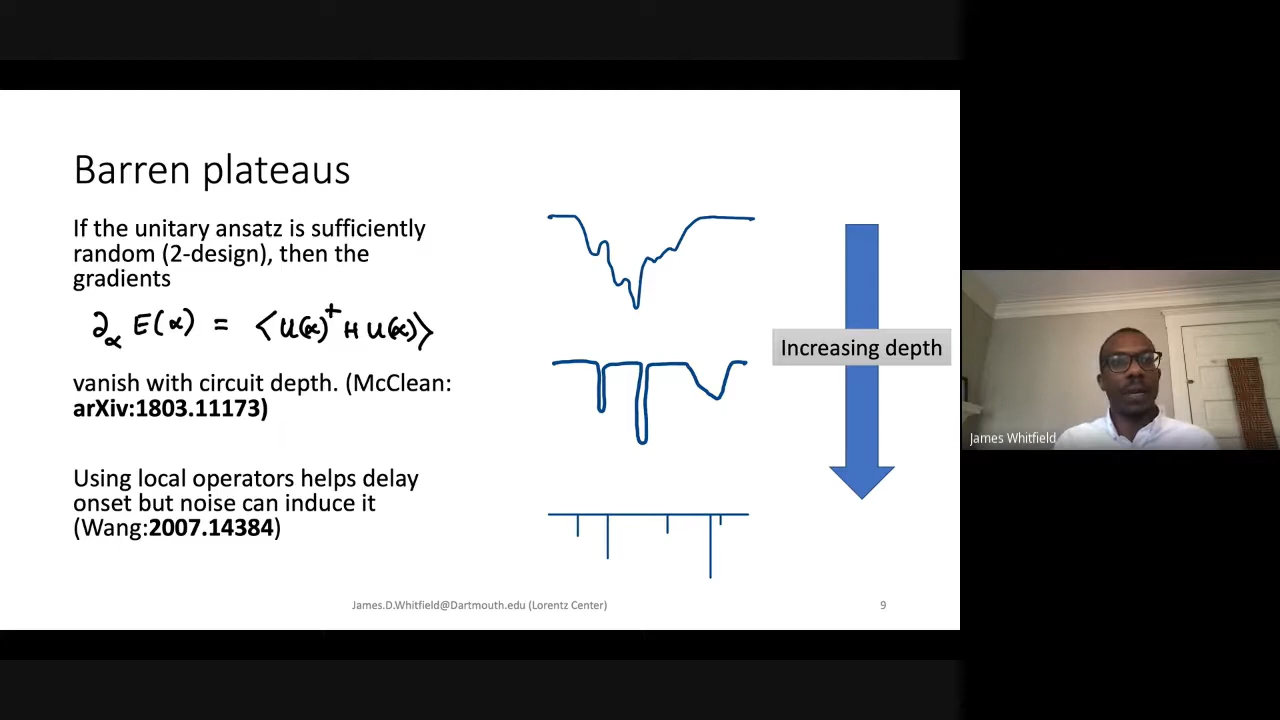 Barren plateaus
If the unitary ansatz is sufficiently
random (2-design), then the
gradients
∂α E(α) = ⟨U(α)† H U(α)⟩
vanish with circuit depth. (McClean:
arXiv:1803.11173)
Using local operators helps delay
onset but noise can induce it
(Wang:2007.14384)
Increasing depth
James.D.Whitfield@Dartmouth.edu (Lorentz Center)
9
James Whitfield